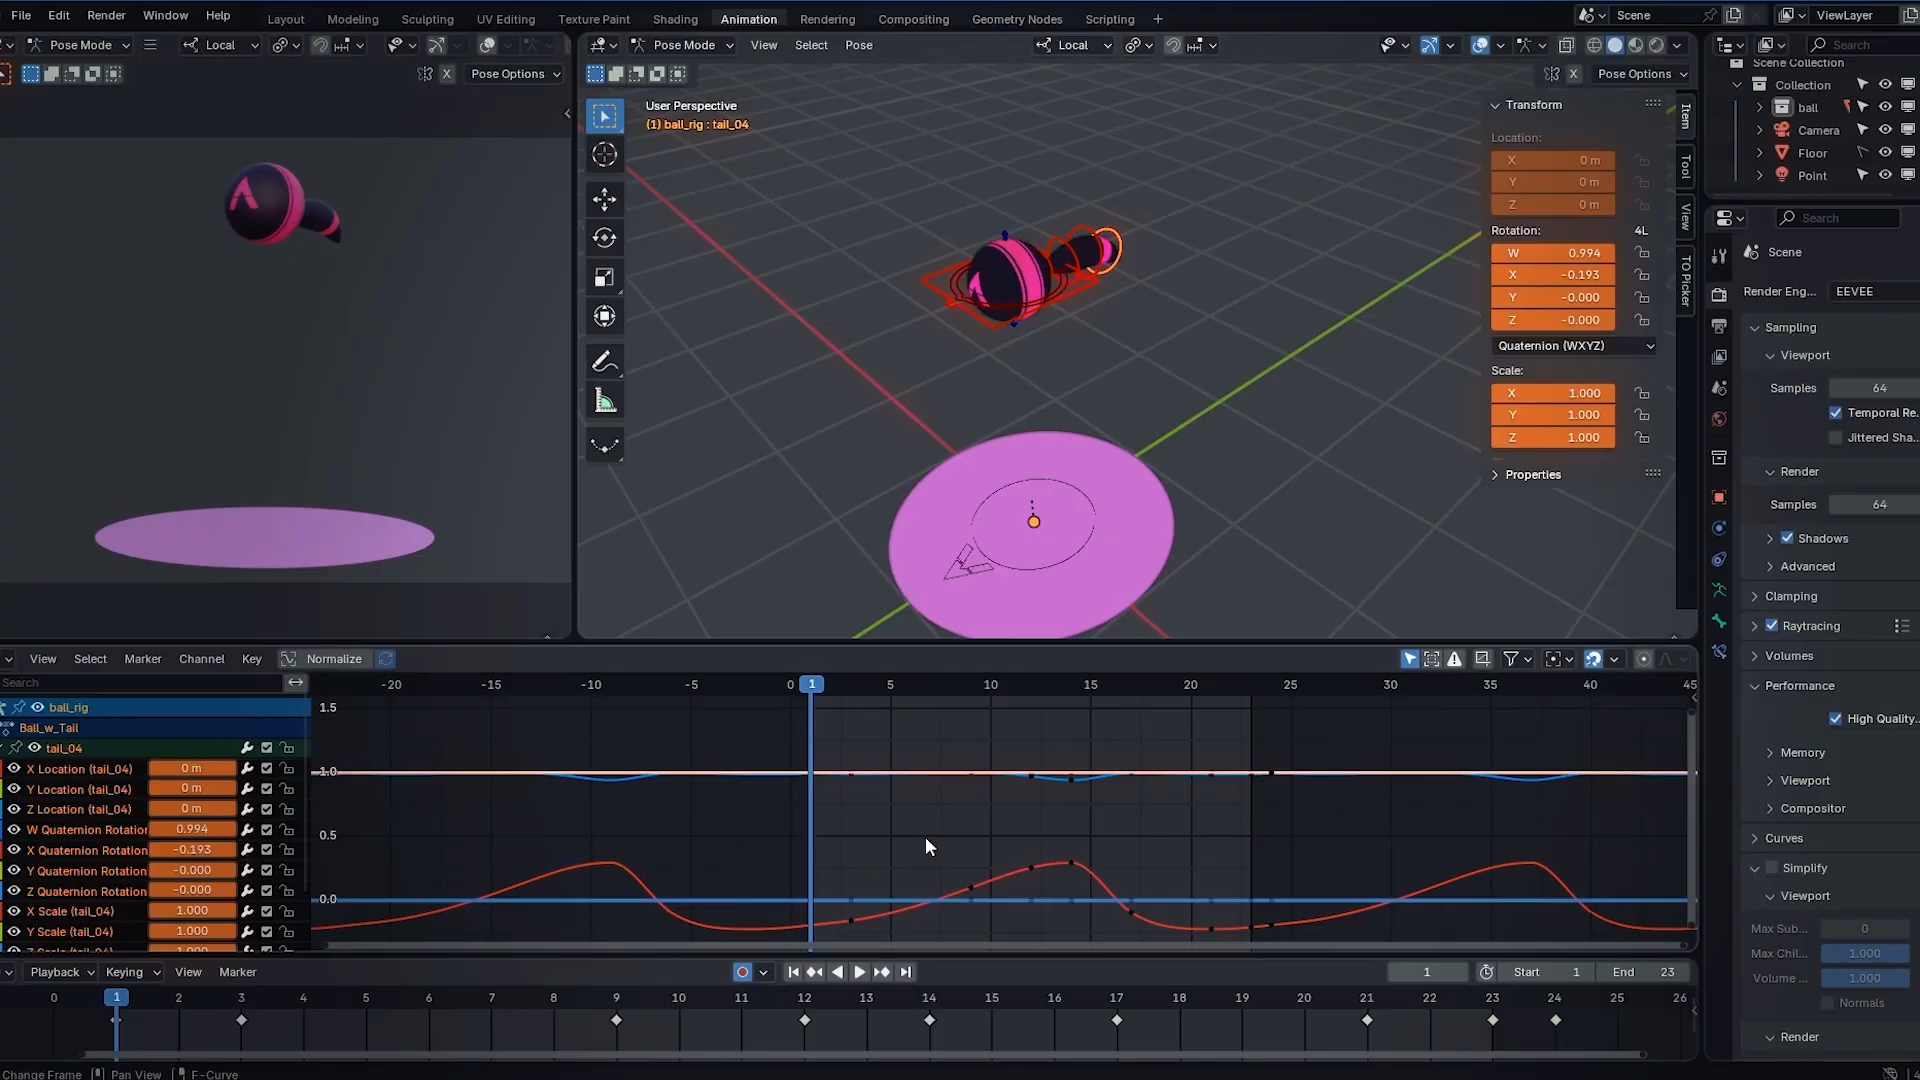 File Edit Render Window Help Layout Modeling Sculpting UV Editing Texture Paint Shading Animation Rendering Compositing Geometry Nodes Scripting + Scene ViewLayer
Pose Mode Local
X Pose Options
Pose Mode View Select Pose Local
X Pose Options
User Perspective
(1) ball_rig : tail_04
Transform
Location:
X 0 m
Y 0 m
Z 0 m
Rotation: 4L
W 0.994
X -0.193
Y -0.000
Z -0.000
Quaternion (WXYZ)
Scale:
X 1.000
Y 1.000
Z 1.000
Properties
Item
Tool
View
TO Picker
Search
Scene Collection
Collection
ball
Camera
Floor
Point
Search
Scene
Render Eng... EEVEE
Sampling
Viewport
Samples 64
Temporal Re...
Jittered Sha...
Render
Samples 64
Shadows
Advanced
Clamping
Raytracing
Volumes
Performance
High Quality...
Memory
Viewport
Compositor
Curves
Simplify
Viewport
Max Sub... 0
Max Chil... 1.000
Volume ... 1.000
Normals
Render
View Select Marker Channel Key Normalize
Search
-20 -15 -10 -5 0 1 5 10 15 20 25 30 35 40 45
1.5
1.0
0.5
0.0
ball_rig
Ball_w_Tail
tail_04
X Location (tail_04) 0 m
Y Location (tail_04) 0 m
Z Location (tail_04) 0 m
W Quaternion Rotation 0.994
X Quaternion Rotation -0.193
Y Quaternion Rotation -0.000
Z Quaternion Rotation -0.000
X Scale (tail_04) 1.000
Y Scale (tail_04) 1.000
Playback Keying View Marker 1 Start 1 End 23
0 1 2 3 4 5 6 7 8 9 10 11 12 13 14 15 16 17 18 19 20 21 22 23 24 25 26
Change Frame Pan View F-Curve